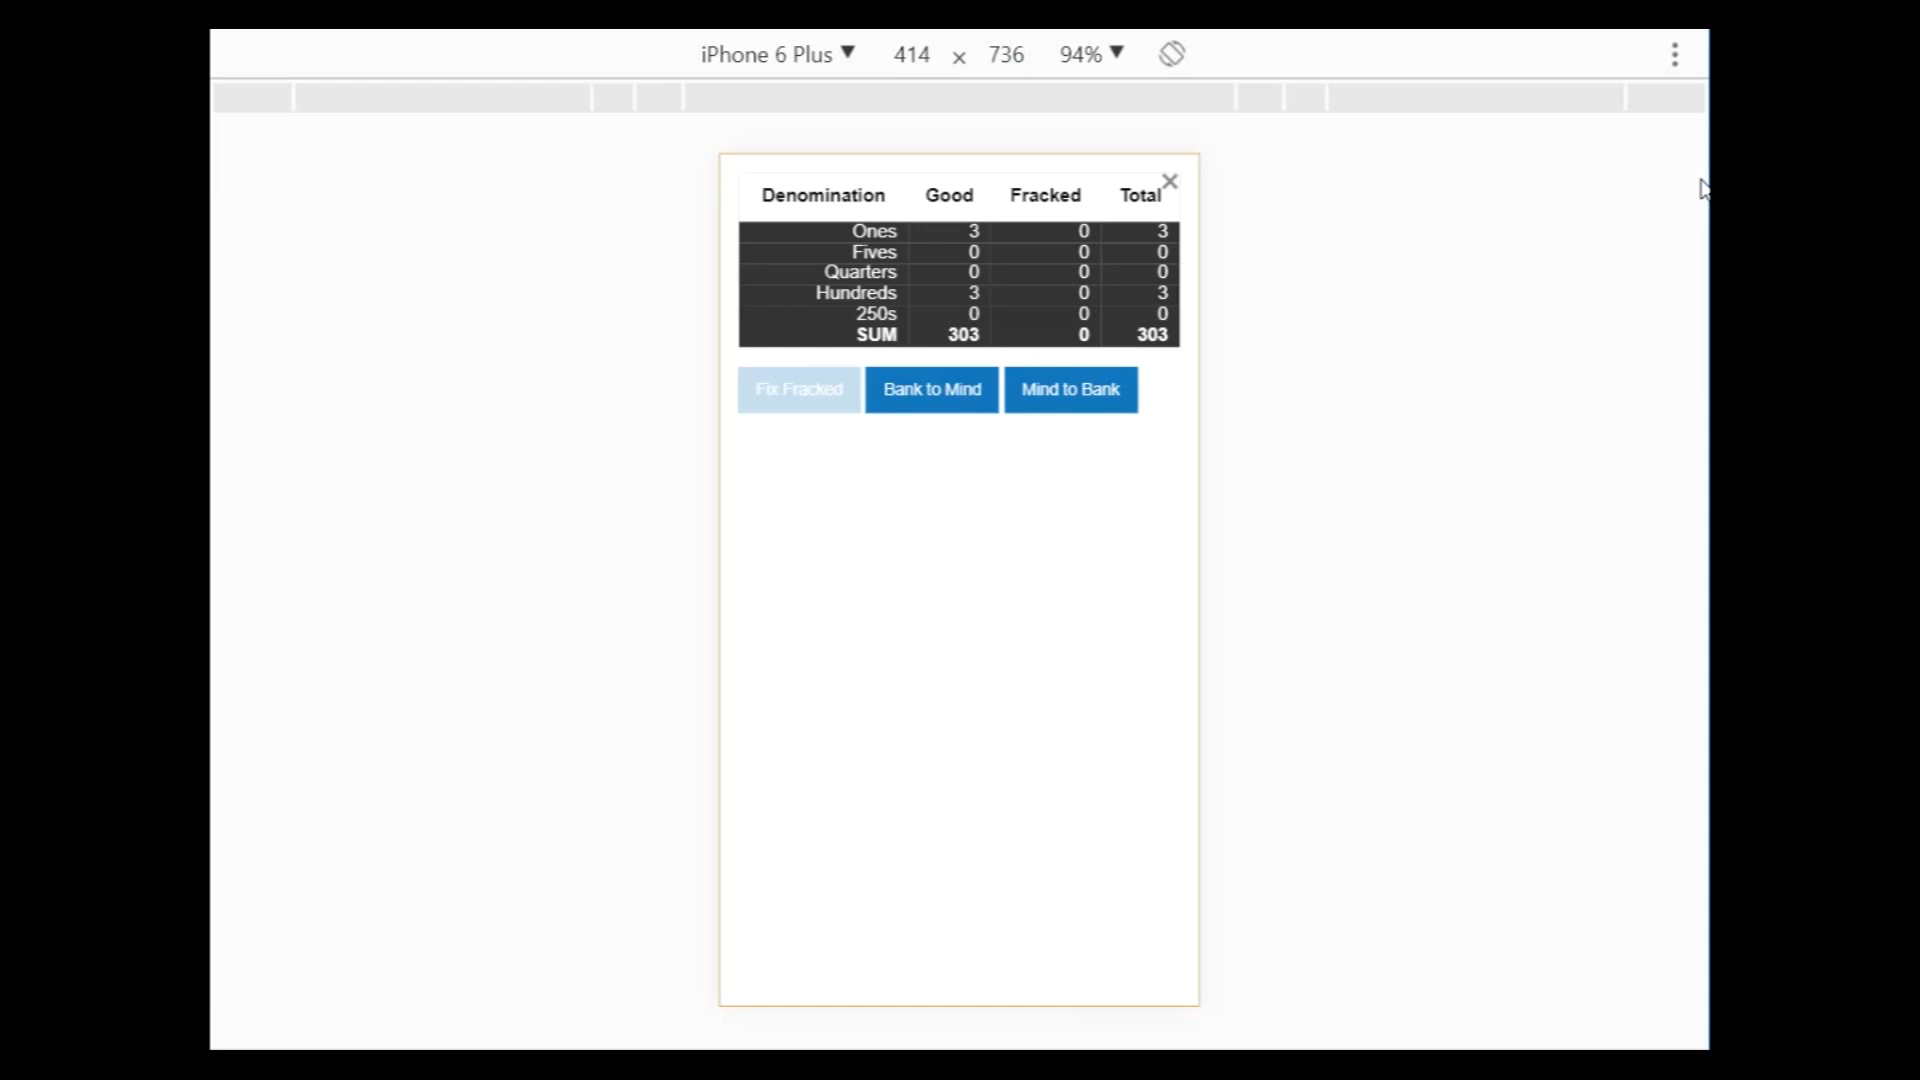 iPhone 6 Plus ▼ 414 × 736 94% ▼
Denomination Good Fracked Total ×
Ones 3 0 3
Fives 0 0 0
Quarters 0 0 0
Hundreds 3 0 3
250s 0 0 0
SUM 303 0 303
Fix Fracked Bank to Mind Mind to Bank